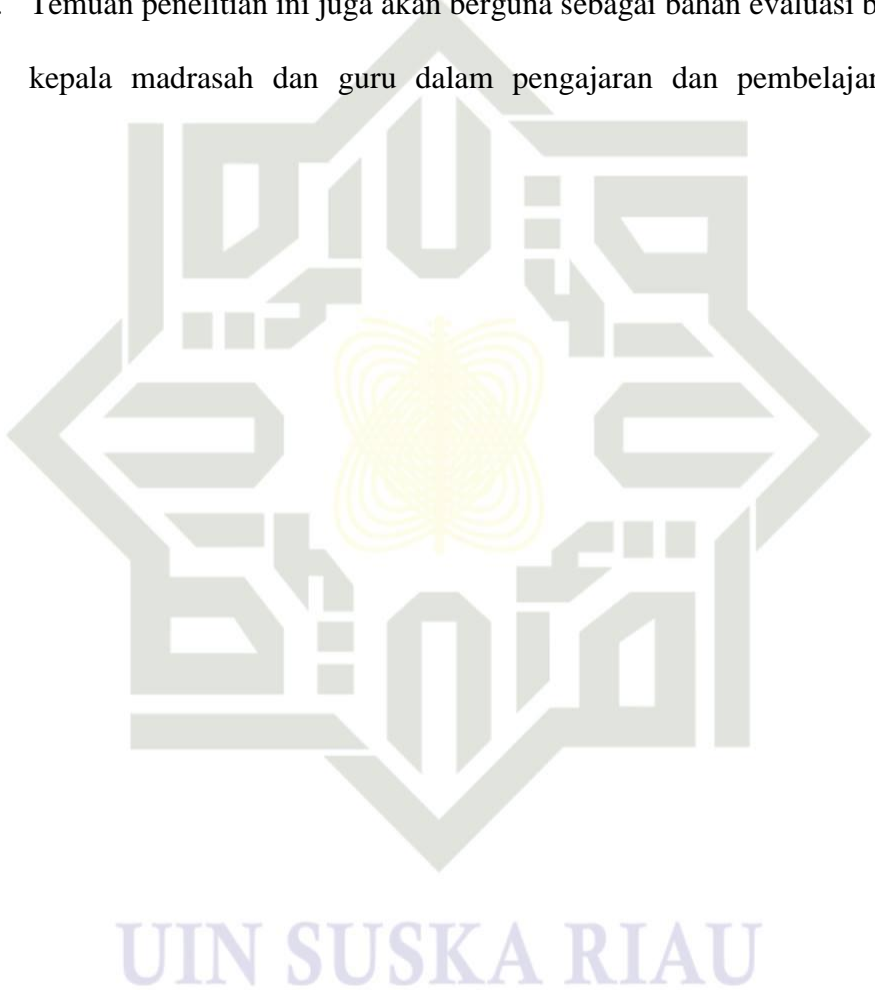 . Temuan penelitian ini juga akan berguna sebagai bahan evaluasi b
kepala madrasah dan guru dalam pengajaran dan pembelajar
UIN SUSKA RIAU